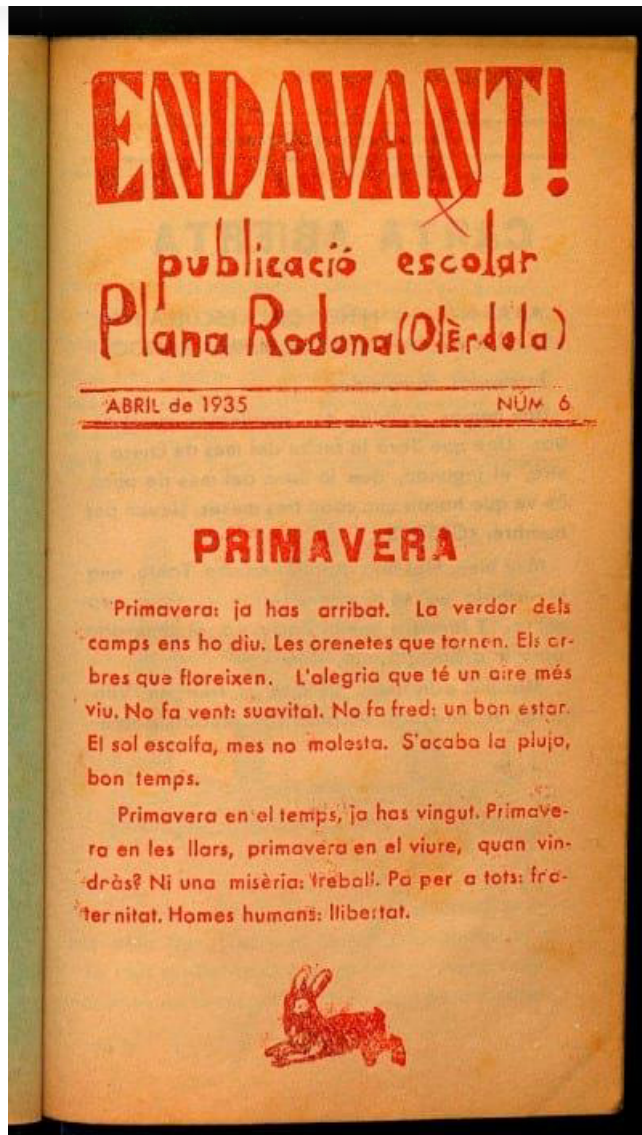 ENDAVANT!
publicació escolar
Plana Rodona (Olèrdola)
ABRIL de 1935 NÚM 6
PRIMAVERA
Primavera: ja has arribat. La verdor dels
camps ens ho diu. Les orenetes que tornen. Els ar-
bres que floreixen. L'alegria que té un aire més
viu. No fa vent: suavitat. No fa fred: un bon estar.
El sol escalfa, mes no molesta. S'acaba la pluja,
bon temps.
Primavera en el temps, ja has vingut. Primave-
ra en les llars, primavera en el viure, quan vin-
dràs? Ni una misèria: treball. Pa per a tots: fra-
ternitat. Homes humans: llibertat.